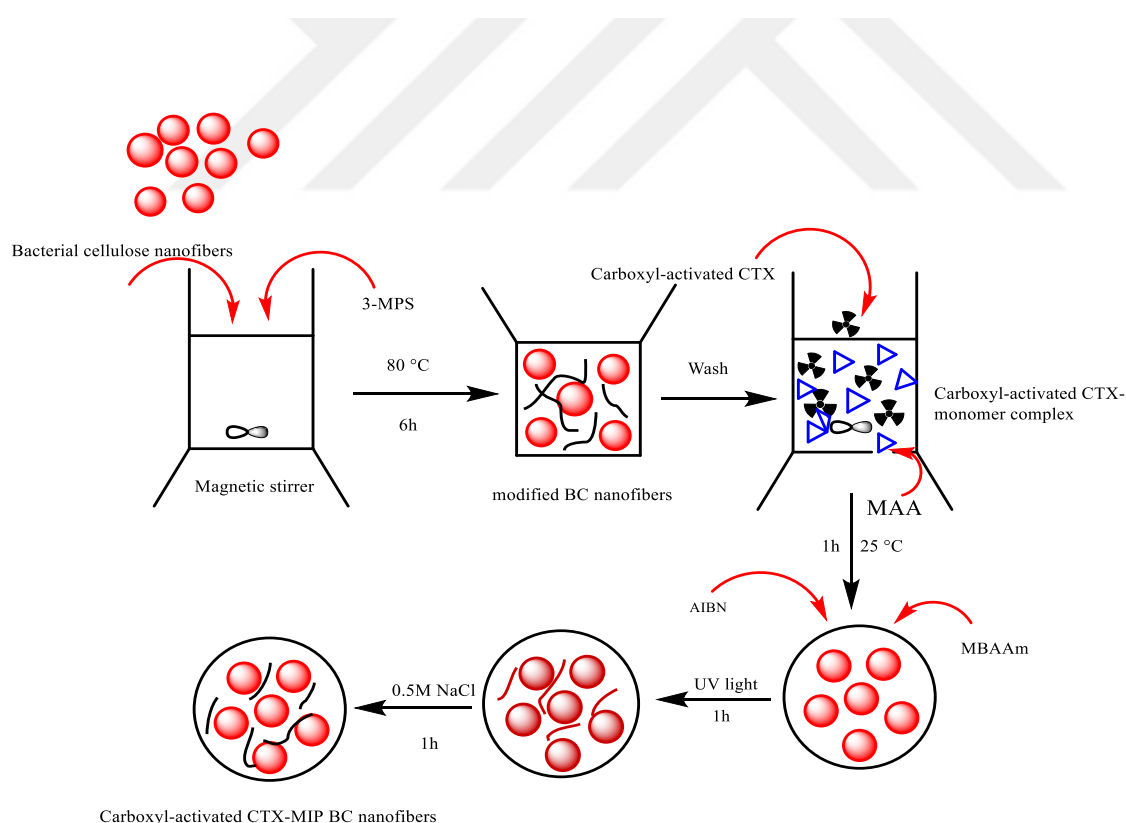 Bacterial cellulose nanofibers
3-MPS
Magnetic stirrer
80 °C
6h
modified BC nanofibers
Wash
Carboxyl-activated CTX
Carboxyl-activated CTX-
monomer complex
MAA
1h
25 °C
AIBN
MBAAm
UV light
1h
0.5M NaCl
1h
Carboxyl-activated CTX-MIP BC nanofibers